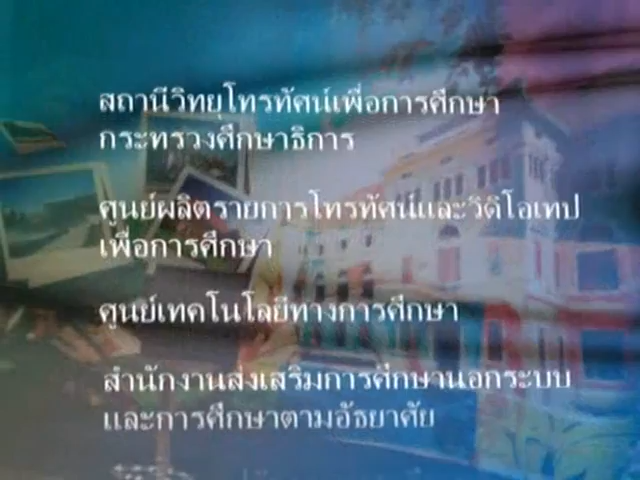 สถานีวิทยุโทรทัศน์เพื่อการศึกษา
กระทรวงศึกษาธิการ
ศูนย์ผลิตรายการโทรทัศน์และวิดิโอเทป
เพื่อการศึกษา
ศูนย์เทคโนโลยีทางการศึกษา
สำนักงานส่งเสริมการศึกษานอกระบบ
และการศึกษาตามอัธยาศัย